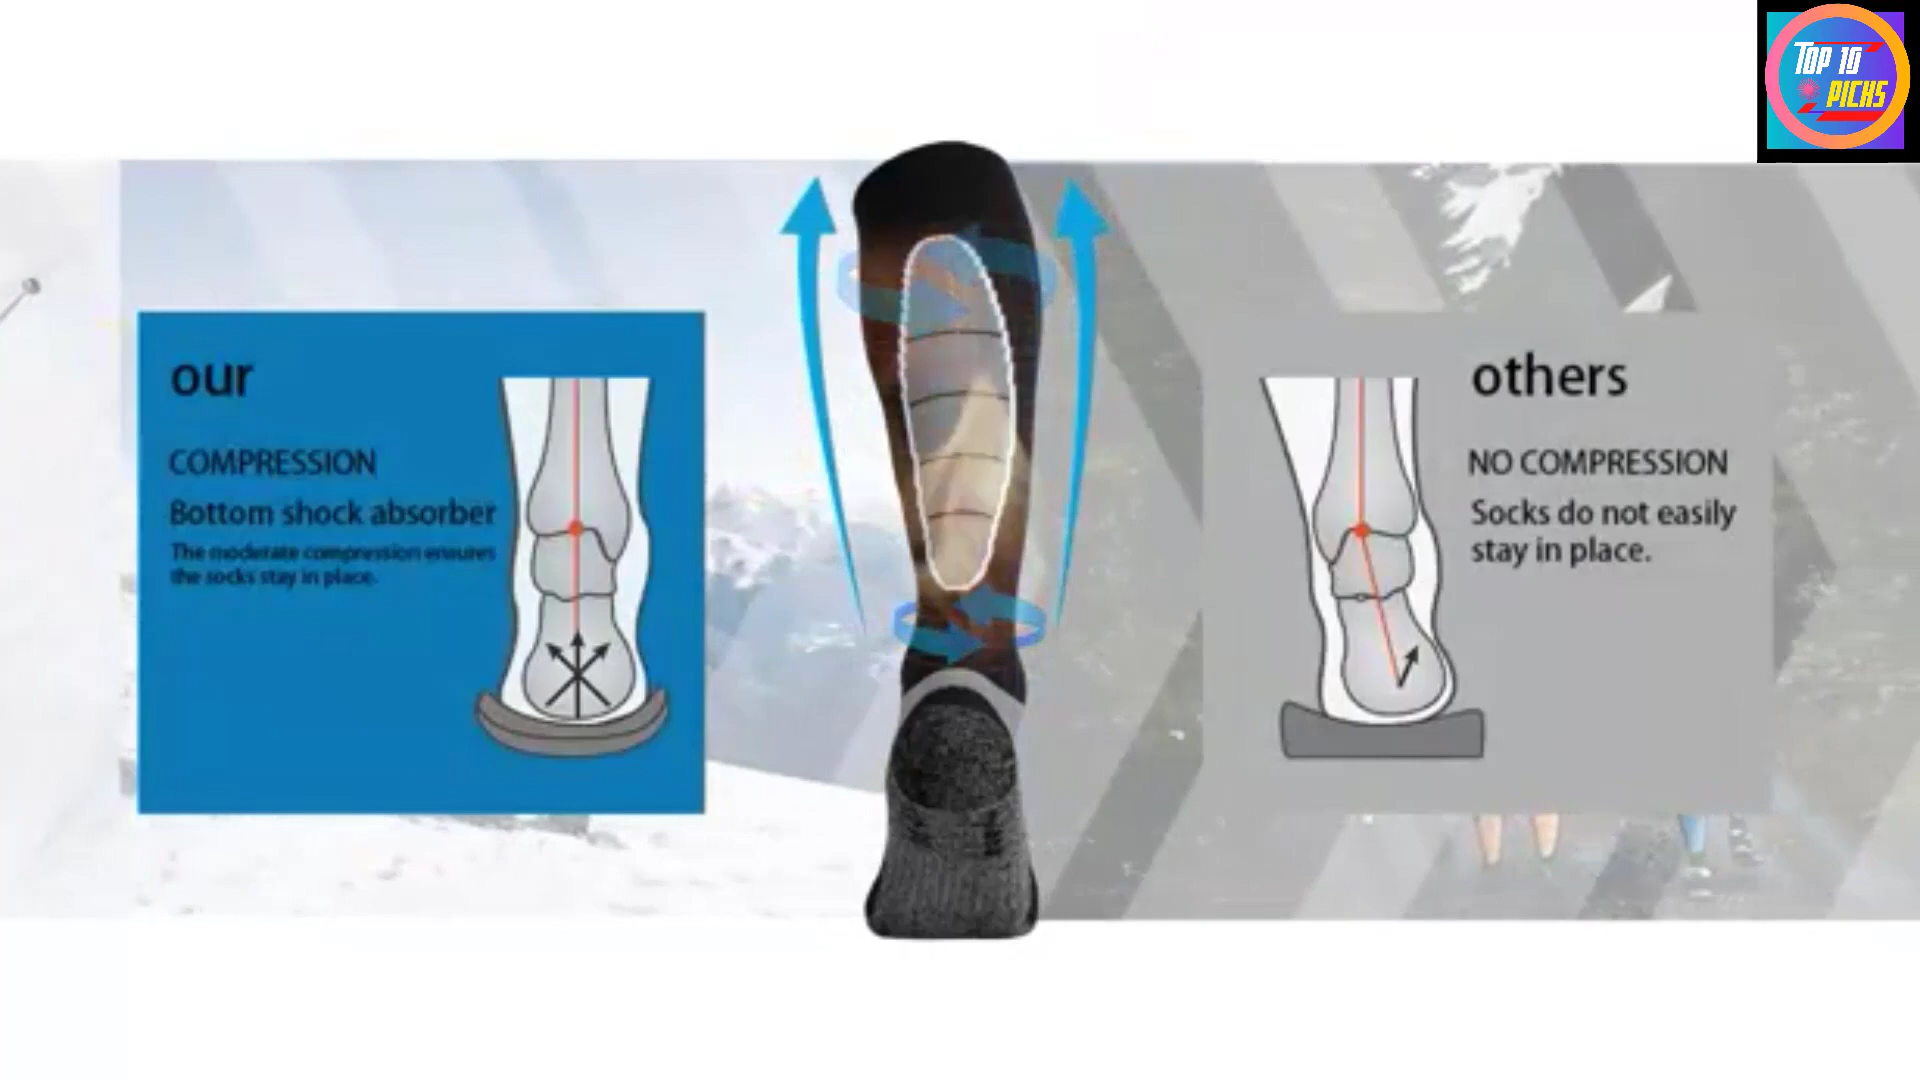 TOP 10
PICKS
our
COMPRESSION
Bottom shock absorber
The moderate compression ensures
the socks stay in place.
others
NO COMPRESSION
Socks do not easily
stay in place.